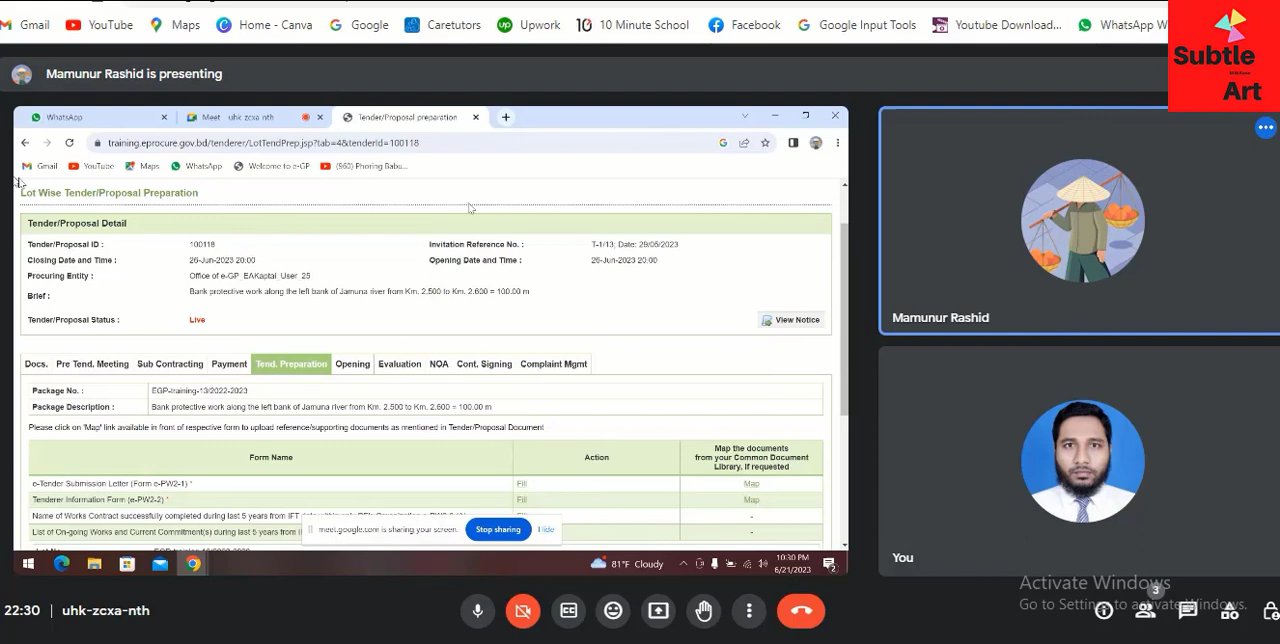 Gmail YouTube Maps Home - Canva Google Caretutors Upwork 10 10 Minute School Facebook Google Input Tools Youtube Download... WhatsApp W
Subtle
Art
Mamunur Rashid is presenting
WhatsApp Meet uhk zcxa nth Tender/Proposal preparation
training.eprocure.gov.bd/tenderer/LotTendPrep.jsp?tab=4&tenderId=100118
Gmail YouTube Maps WhatsApp Welcome to e-GP (960) Phoring Babu...
Lot Wise Tender/Proposal Preparation
Tender/Proposal Detail
Tender/Proposal ID : 100118 Invitation Reference No. : T-1/13; Date: 29/05/2023
Closing Date and Time : 26-Jun-2023 20:00 Opening Date and Time : 26-Jun-2023 20:00
Procuring Entity : Office of e-GP EAKaptal User 25
Brief : Bank protective work along the left bank of Jamuna river from Km. 2.500 to Km. 2.600 = 100.00 m
Tender/Proposal Status : Live View Notice
Docs. Pre Tend. Meeting Sub Contracting Payment Tend. Preparation Opening Evaluation NOA Cont. Signing Complaint Mgmt
Package No. : EGP-training-13/2022-2023
Package Description : Bank protective work along the left bank of Jamuna river from Km. 2.500 to Km. 2.600 = 100.00 m
Please click on 'Map' link available in front of respective form to upload reference/supporting documents as mentioned in Tender/Proposal Document
Form Name Action Map the documents
from your Common Document
Library. If requested
e-Tender Submission Letter (Form e-PW2-1) * Fill Map
Tenderer Information Form (e-PW2-2) * Fill Map
Name of Works Contract successfully completed during last 5 years from IFT -
List of On-going Works and Current Commitment(s) during last 5 years from -
meet.google.com is sharing your screen. Stop sharing Hide
81°F Cloudy 10:30 PM
6/21/2023
2
Mamunur Rashid
You
Activate Windows
Go to Settings to activate Windows.
22:30 uhk-zcxa-nth
3